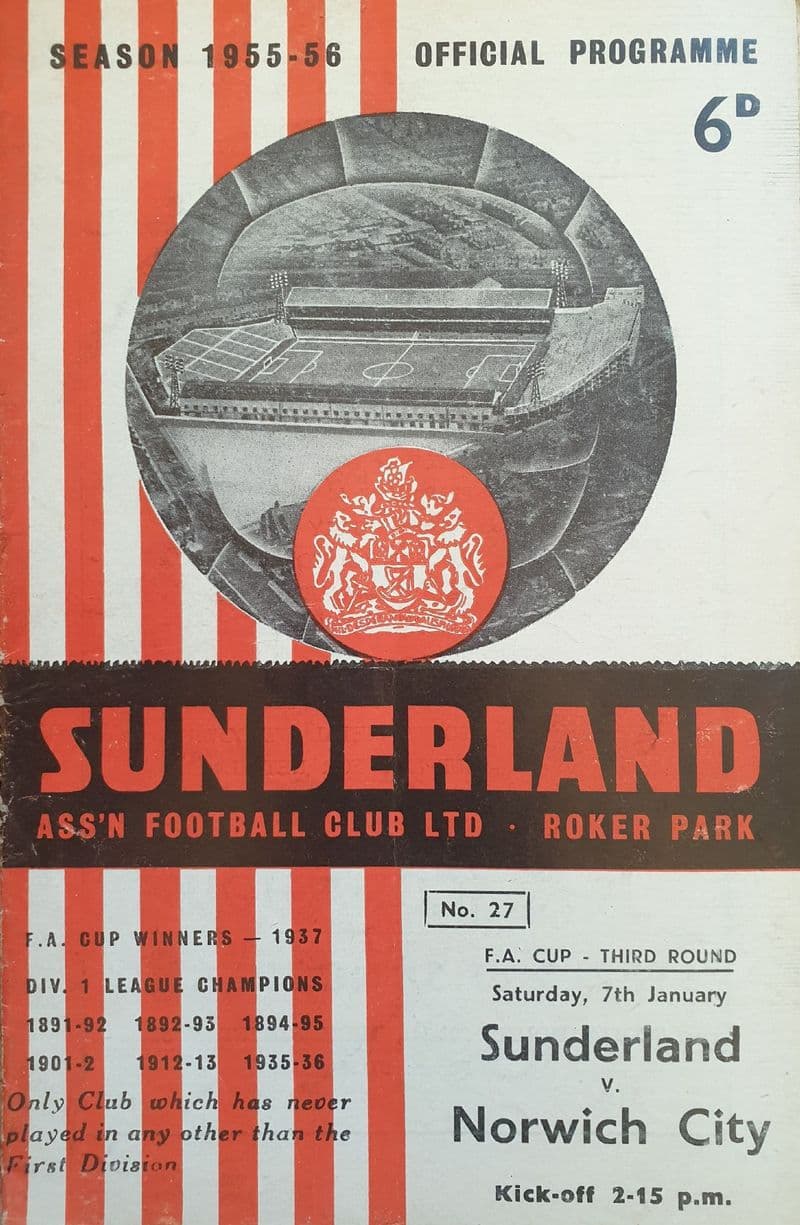 SEASON 1955-56 OFFICIAL PROGRAMME
6D
SUNDERLAND
ASS'N FOOTBALL CLUB LTD · ROKER PARK
F.A. CUP WINNERS — 1937
DIV. 1 LEAGUE CHAMPIONS
1891-92 1892-93 1894-95
1901-2 1912-13 1935-36
Only Club which has never
played in any other than the
First Division
No. 27
F.A. CUP - THIRD ROUND
Saturday, 7th January
Sunderland
v.
Norwich City
Kick-off 2-15 p.m.